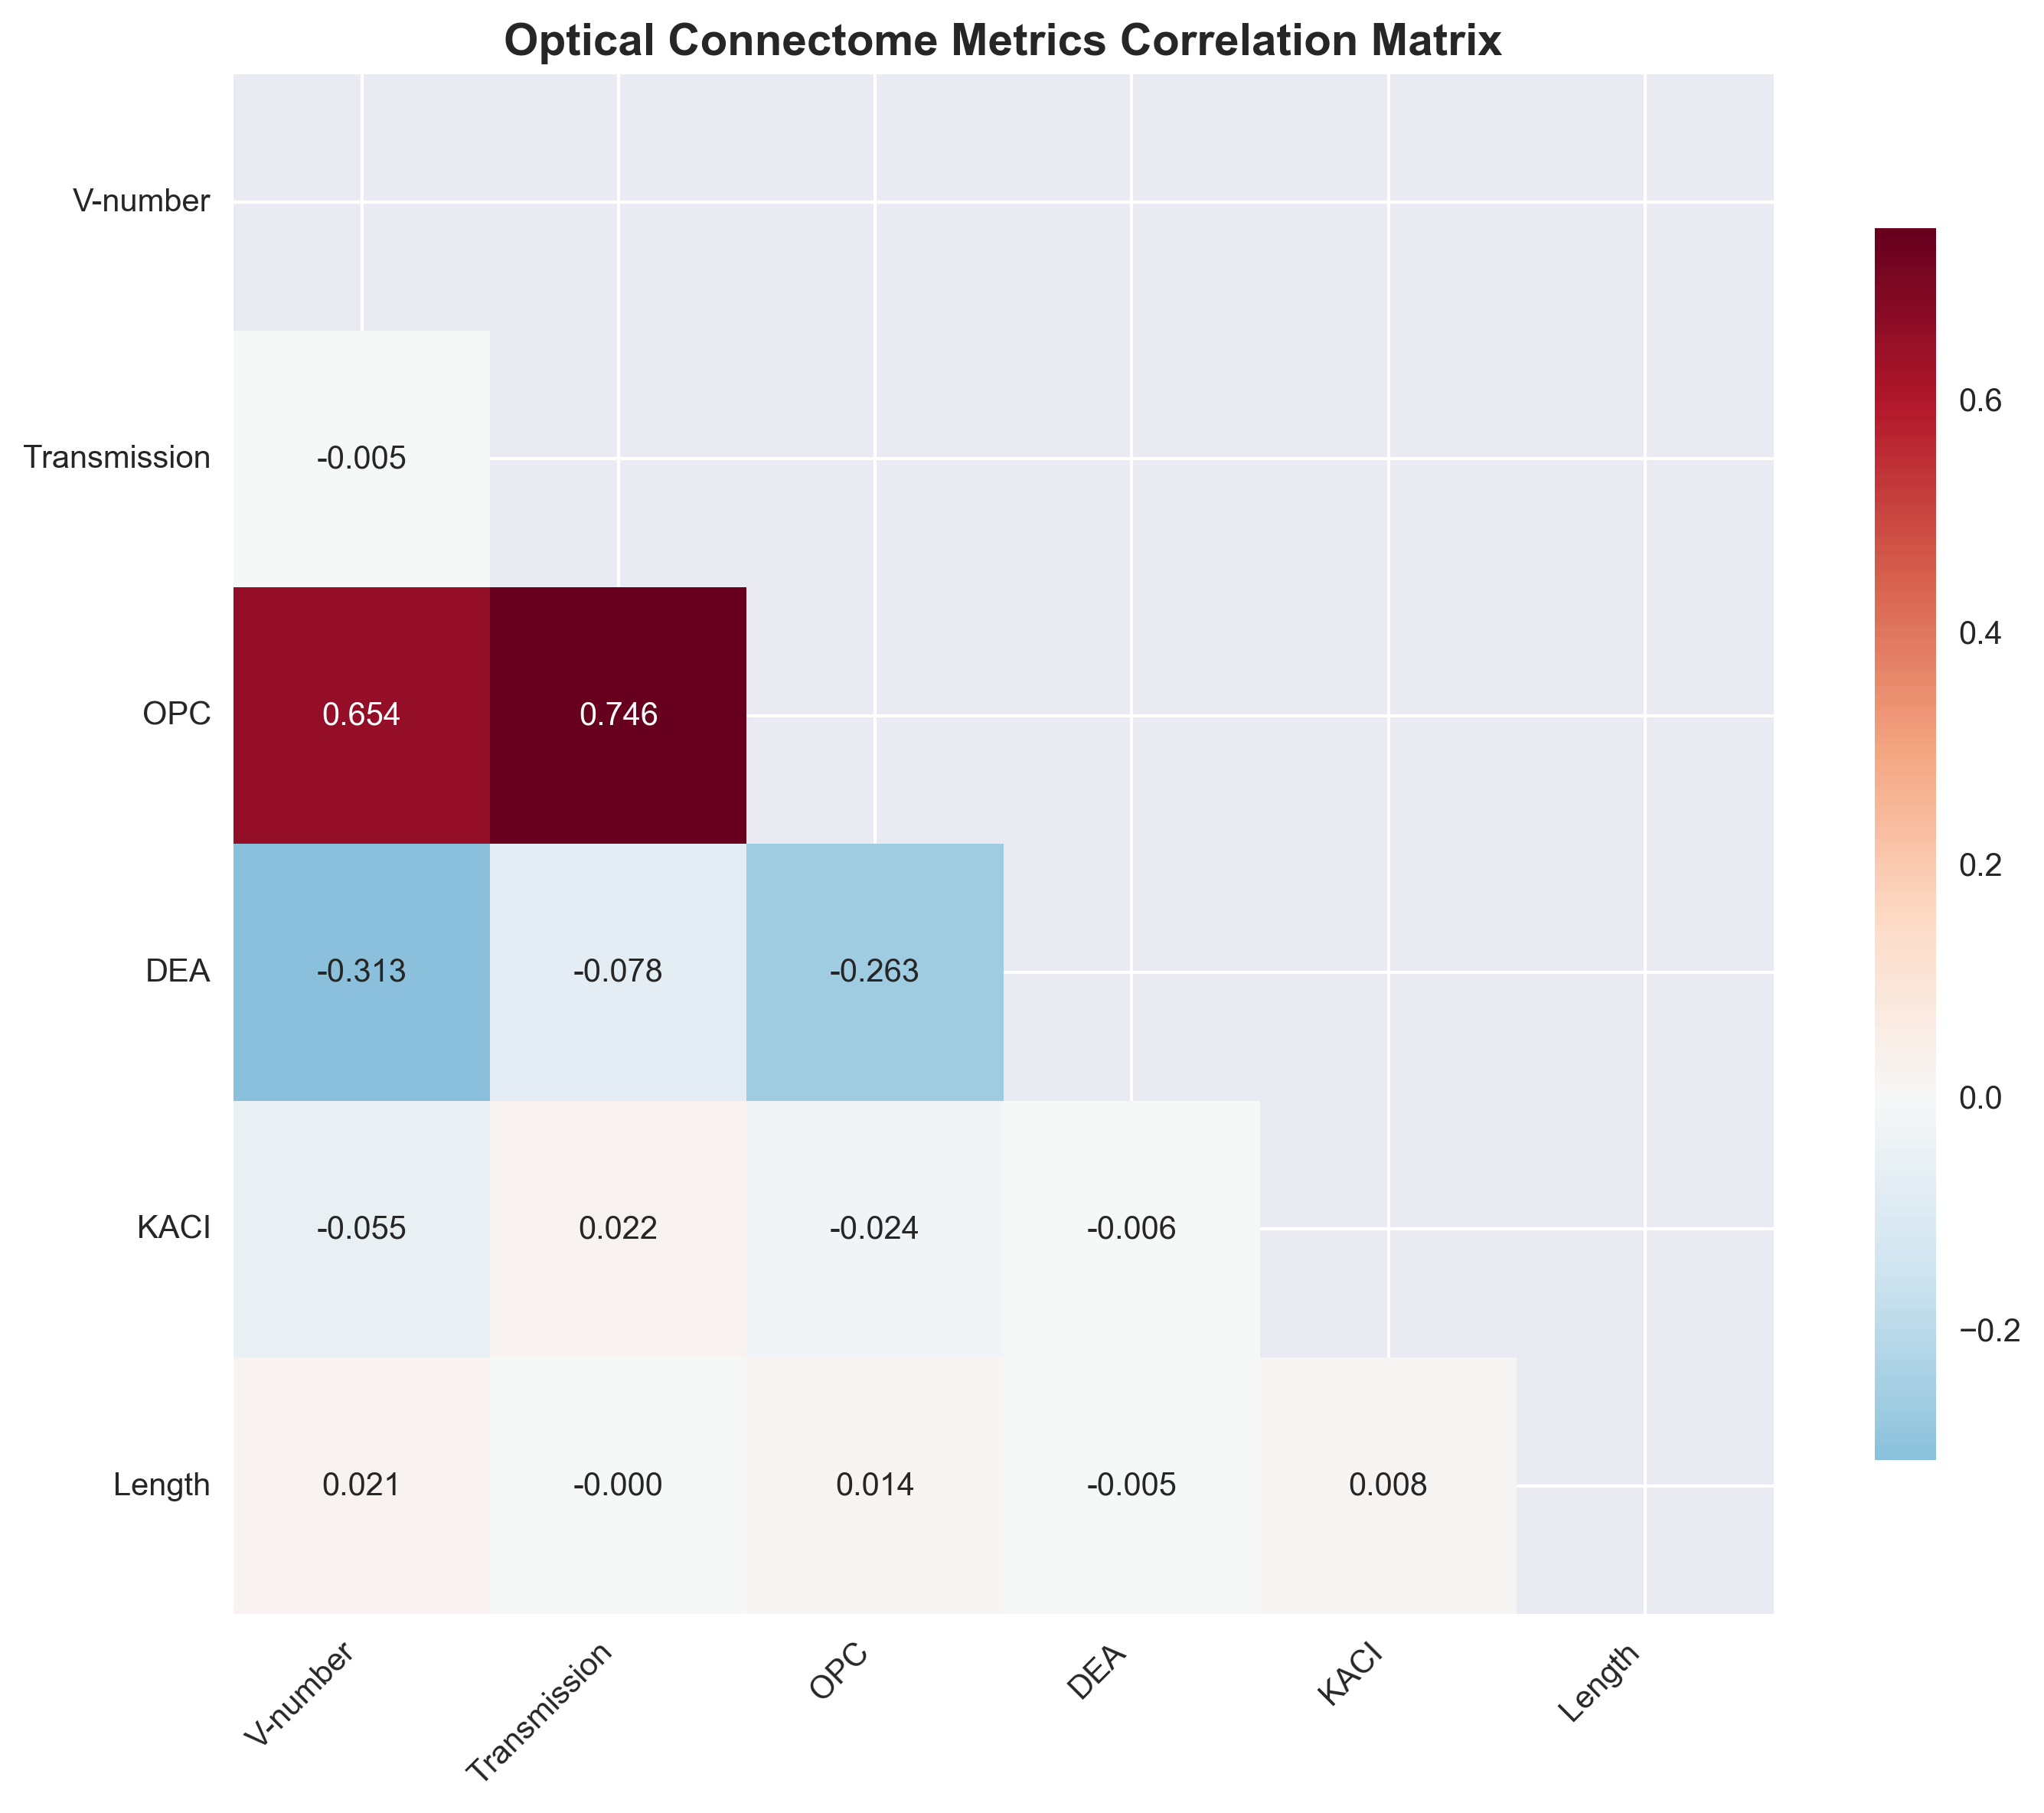 Optical Connectome Metrics Correlation Matrix
V-number
Transmission
-0.005
OPC
0.654
0.746
DEA
-0.313
-0.078
-0.263
KACI
-0.055
0.022
-0.024
-0.006
Length
0.021
-0.000
0.014
-0.005
0.008
V-number
Transmission
OPC
DEA
KACI
Length
0.6
0.4
0.2
0.0
−0.2